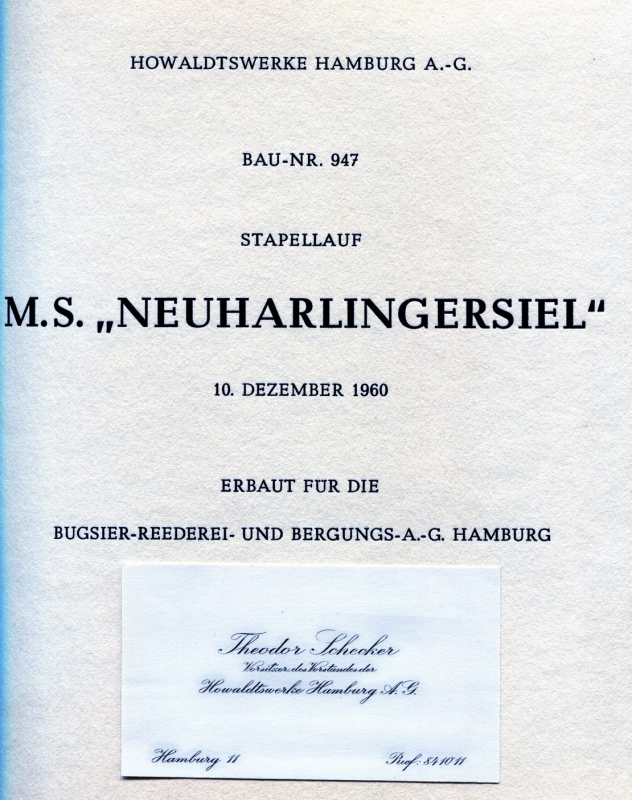 HOWALDTSWERKE HAMBURG A.-G.
BAU-NR. 947
STAPELLAUF
M.S. „NEUHARLINGERSIEL“
10. DEZEMBER 1960
ERBAUT FÜR DIE
BUGSIER-REEDEREI- UND BERGUNGS-A.-G. HAMBURG
Theodor Schecker
Vorsitzer des Vorstandes der
Howaldtswerke Hamburg A.G.
Hamburg 11
Ruf: 841011